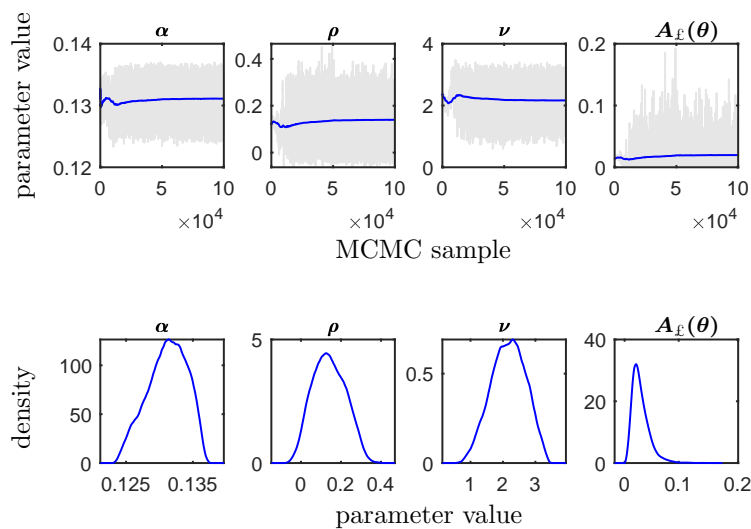 α ρ ν A£(θ)
parameter value
0.14 0.4 4 0.2
0.13 0.2 2 0.1
0.12 0 0 0
0 5 10 0 5 10 0 5 10 0 5 10
×10⁴ ×10⁴ ×10⁴ ×10⁴
MCMC sample
α ρ ν A£(θ)
density
100 5 0.5 40
50 20
0 0 0 0
0.125 0.135 0 0.2 0.4 1 2 3 0 0.1 0.2
parameter value